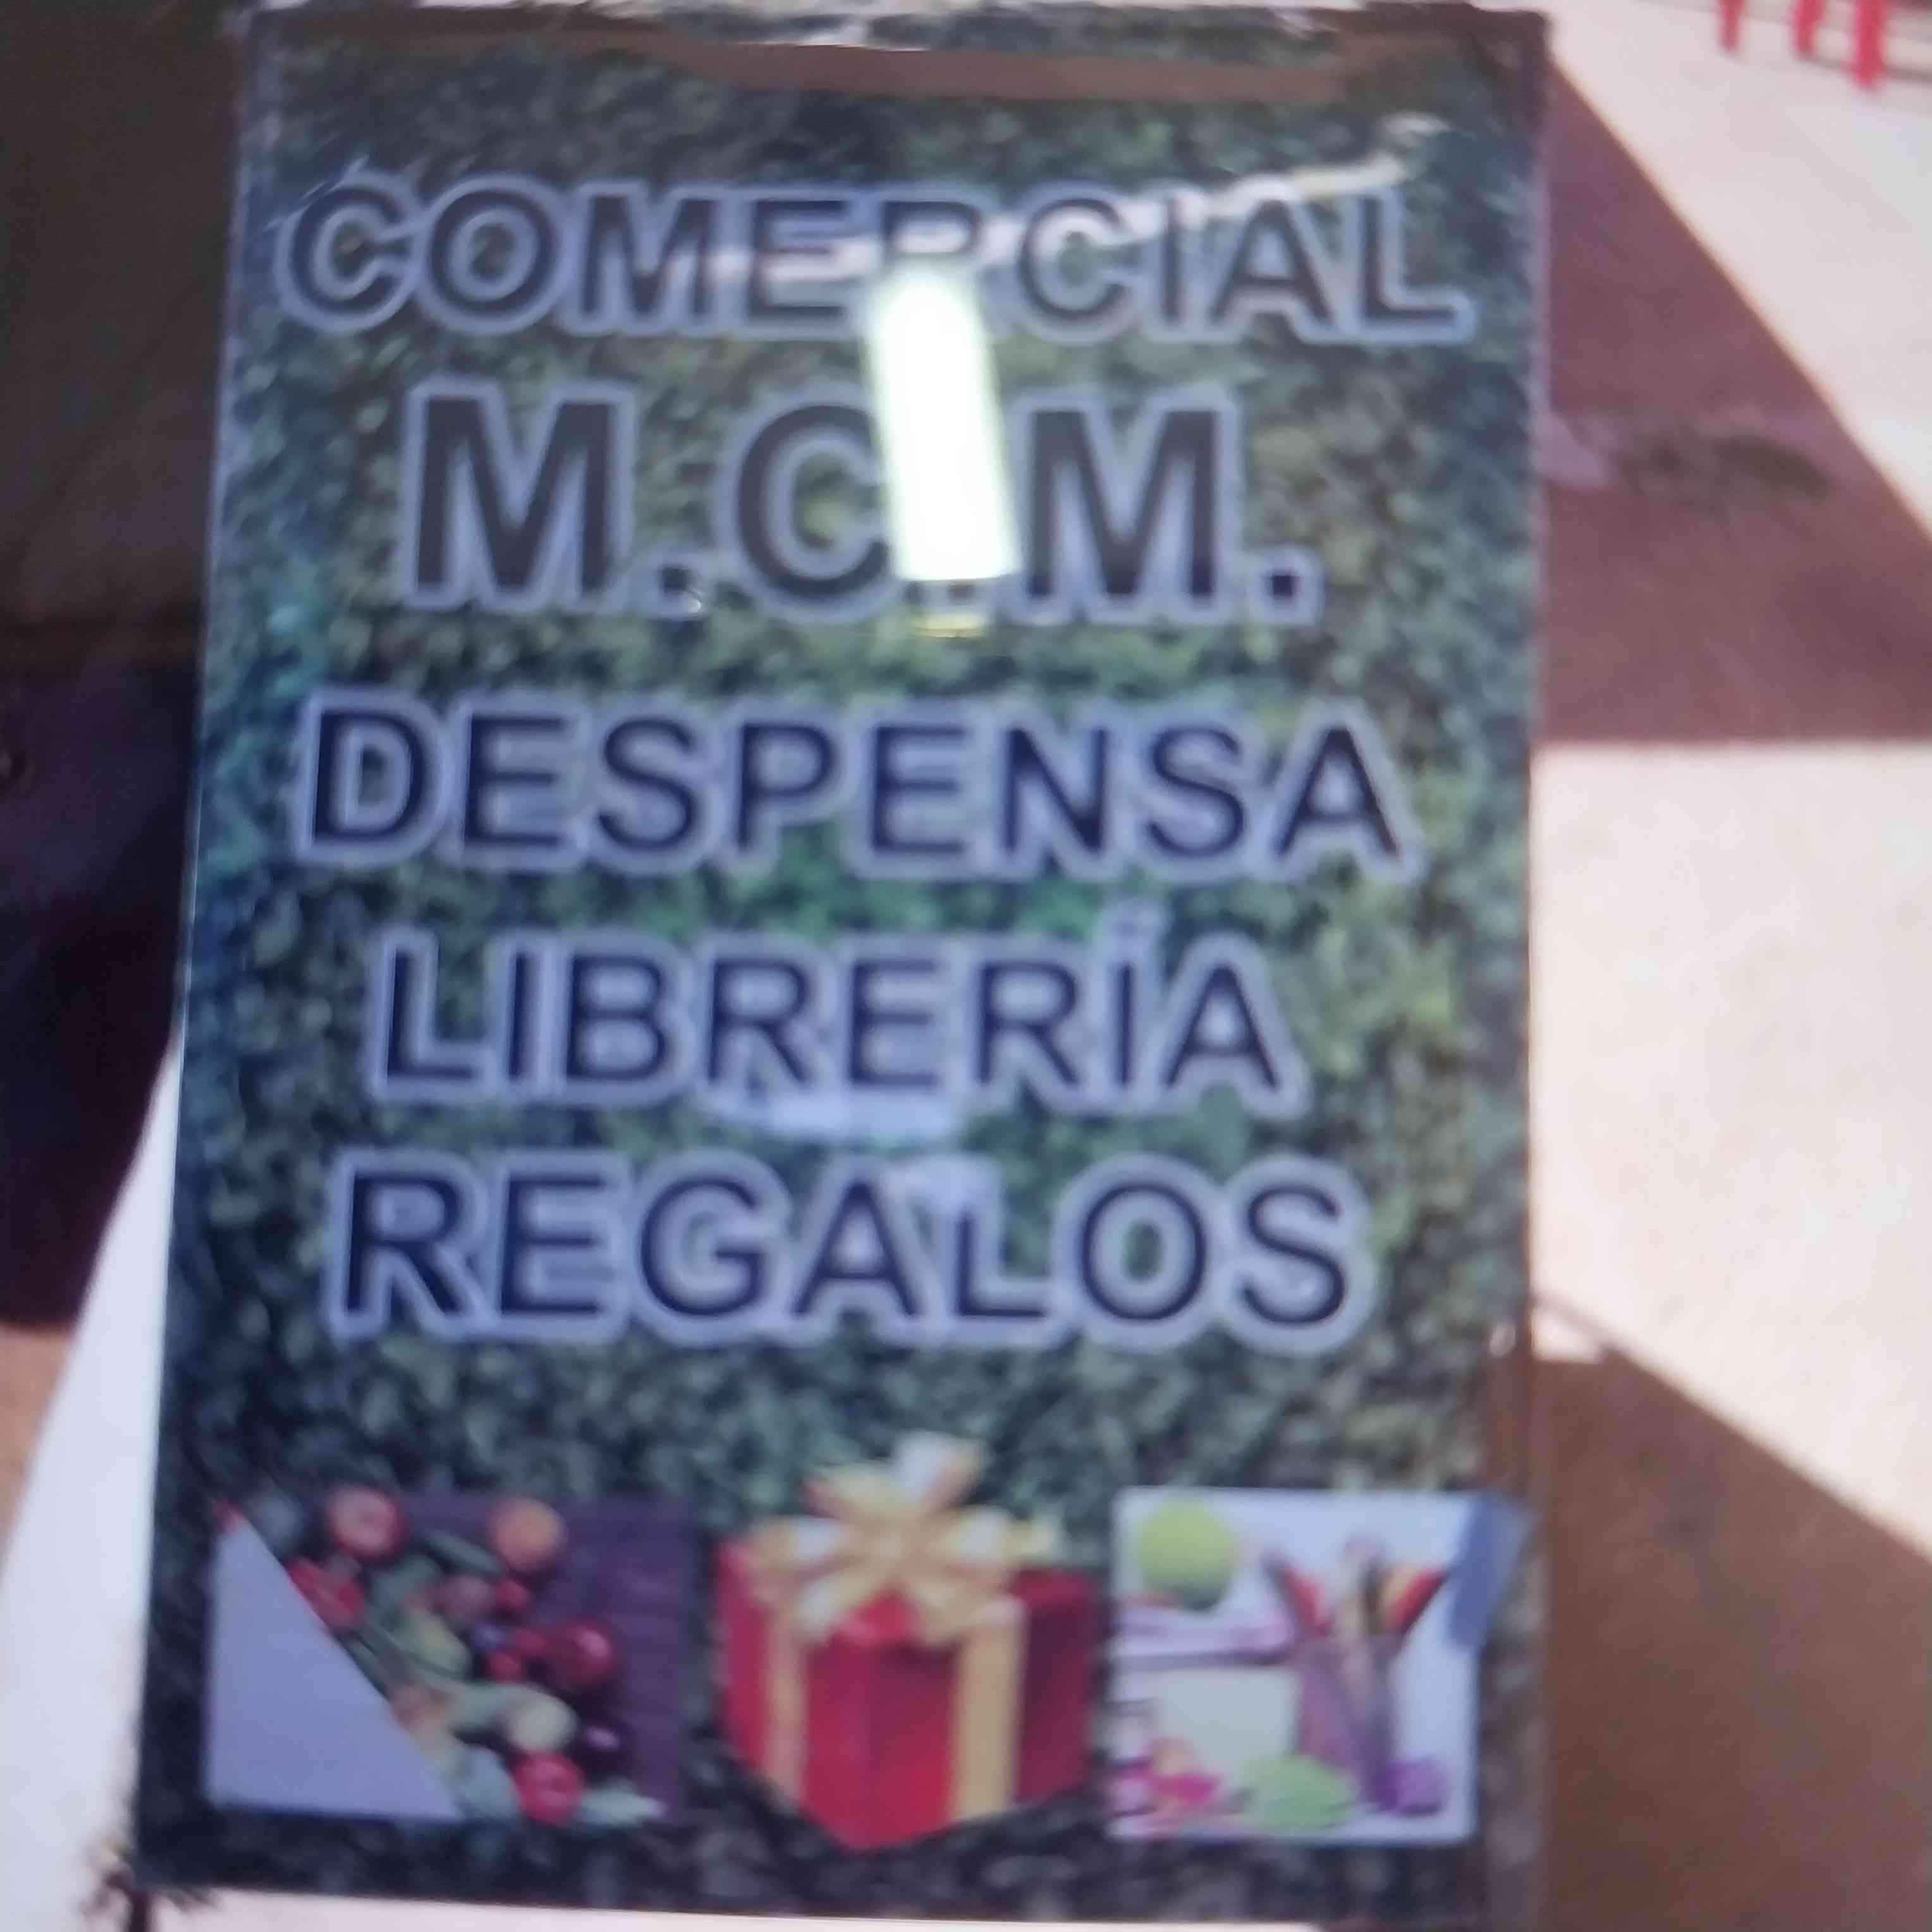 COMERCIAL
M.C.M.
DESPENSA
LIBRERÍA
REGALOS